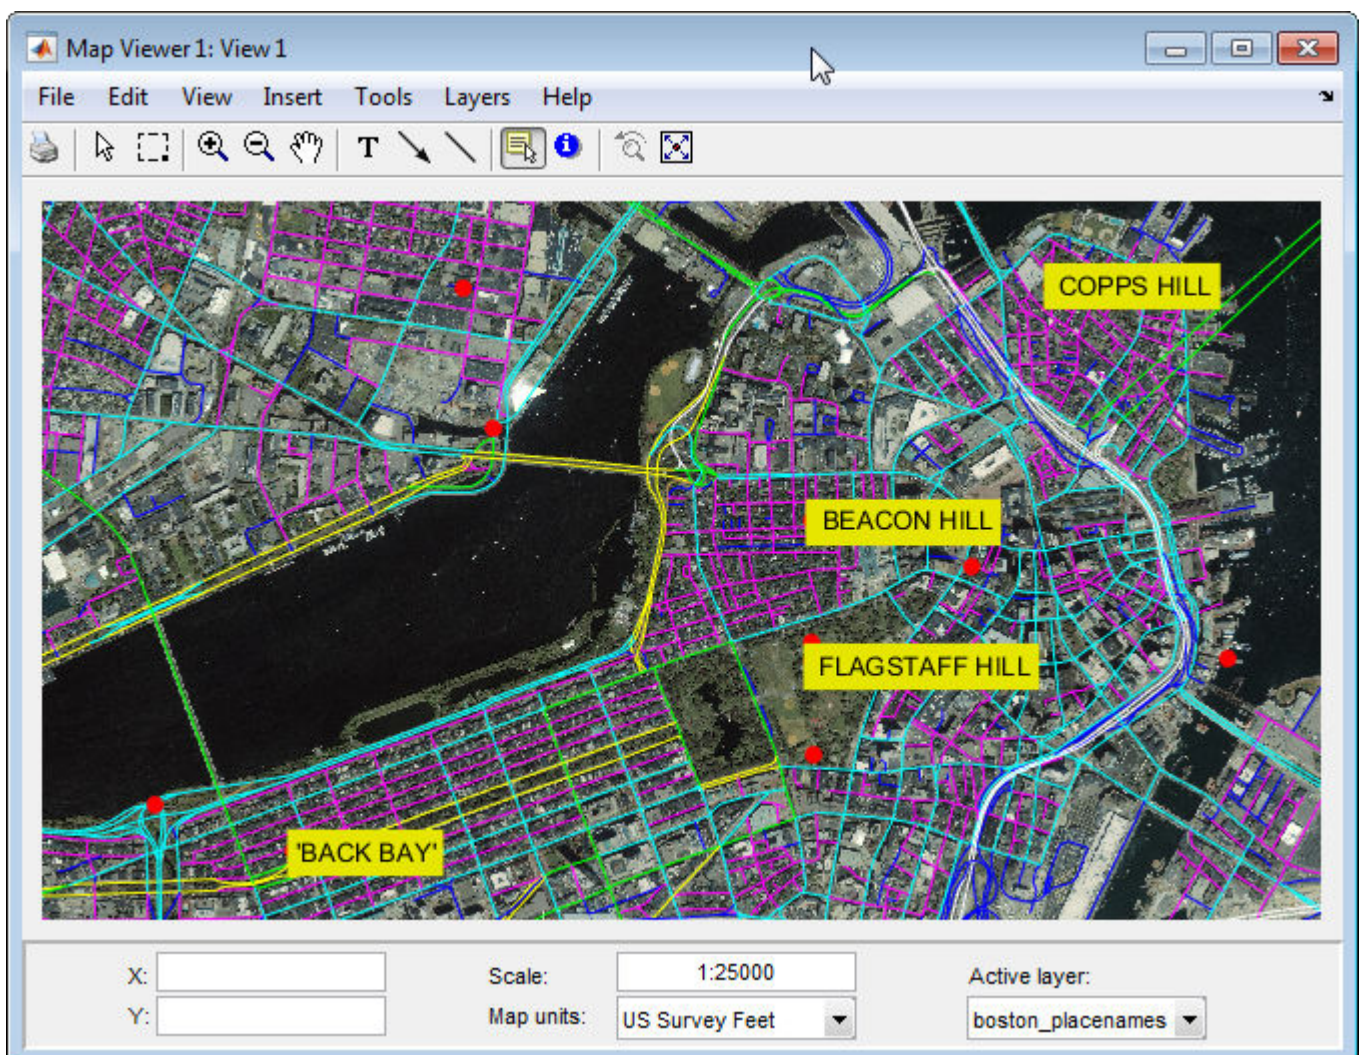 Map Viewer 1: View 1
File Edit View Insert Tools Layers Help
T
COPPS HILL
BEACON HILL
FLAGSTAFF HILL
'BACK BAY'
X: Scale: 1:25000 Active layer:
Y: Map units: US Survey Feet boston_placenames